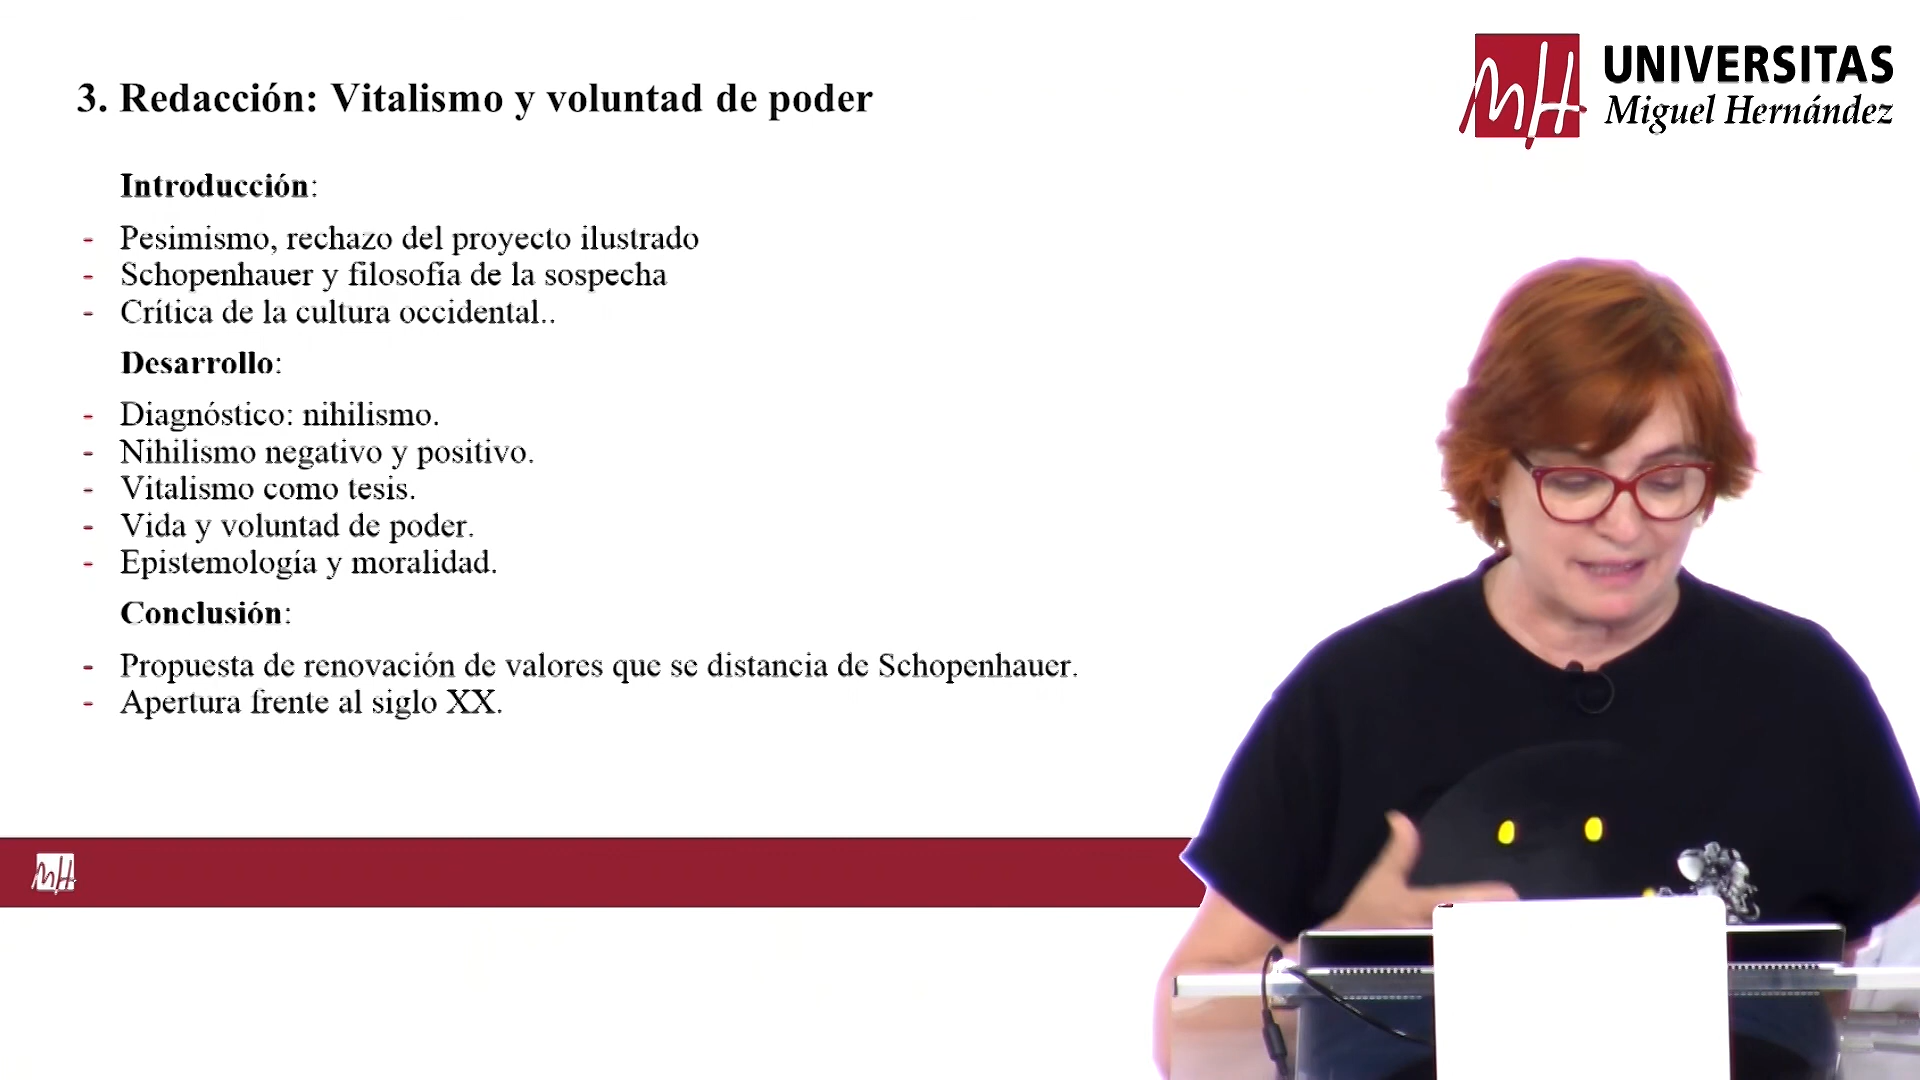 UNIVERSITAS
Miguel Hernández
3. Redacción: Vitalismo y voluntad de poder
Introducción:
- Pesimismo, rechazo del proyecto ilustrado
- Schopenhauer y filosofía de la sospecha
- Crítica de la cultura occidental..
Desarrollo:
- Diagnóstico: nihilismo.
- Nihilismo negativo y positivo.
- Vitalismo como tesis.
- Vida y voluntad de poder.
- Epistemología y moralidad.
Conclusión:
- Propuesta de renovación de valores que se distancia de Schopenhauer.
- Apertura frente al siglo XX.